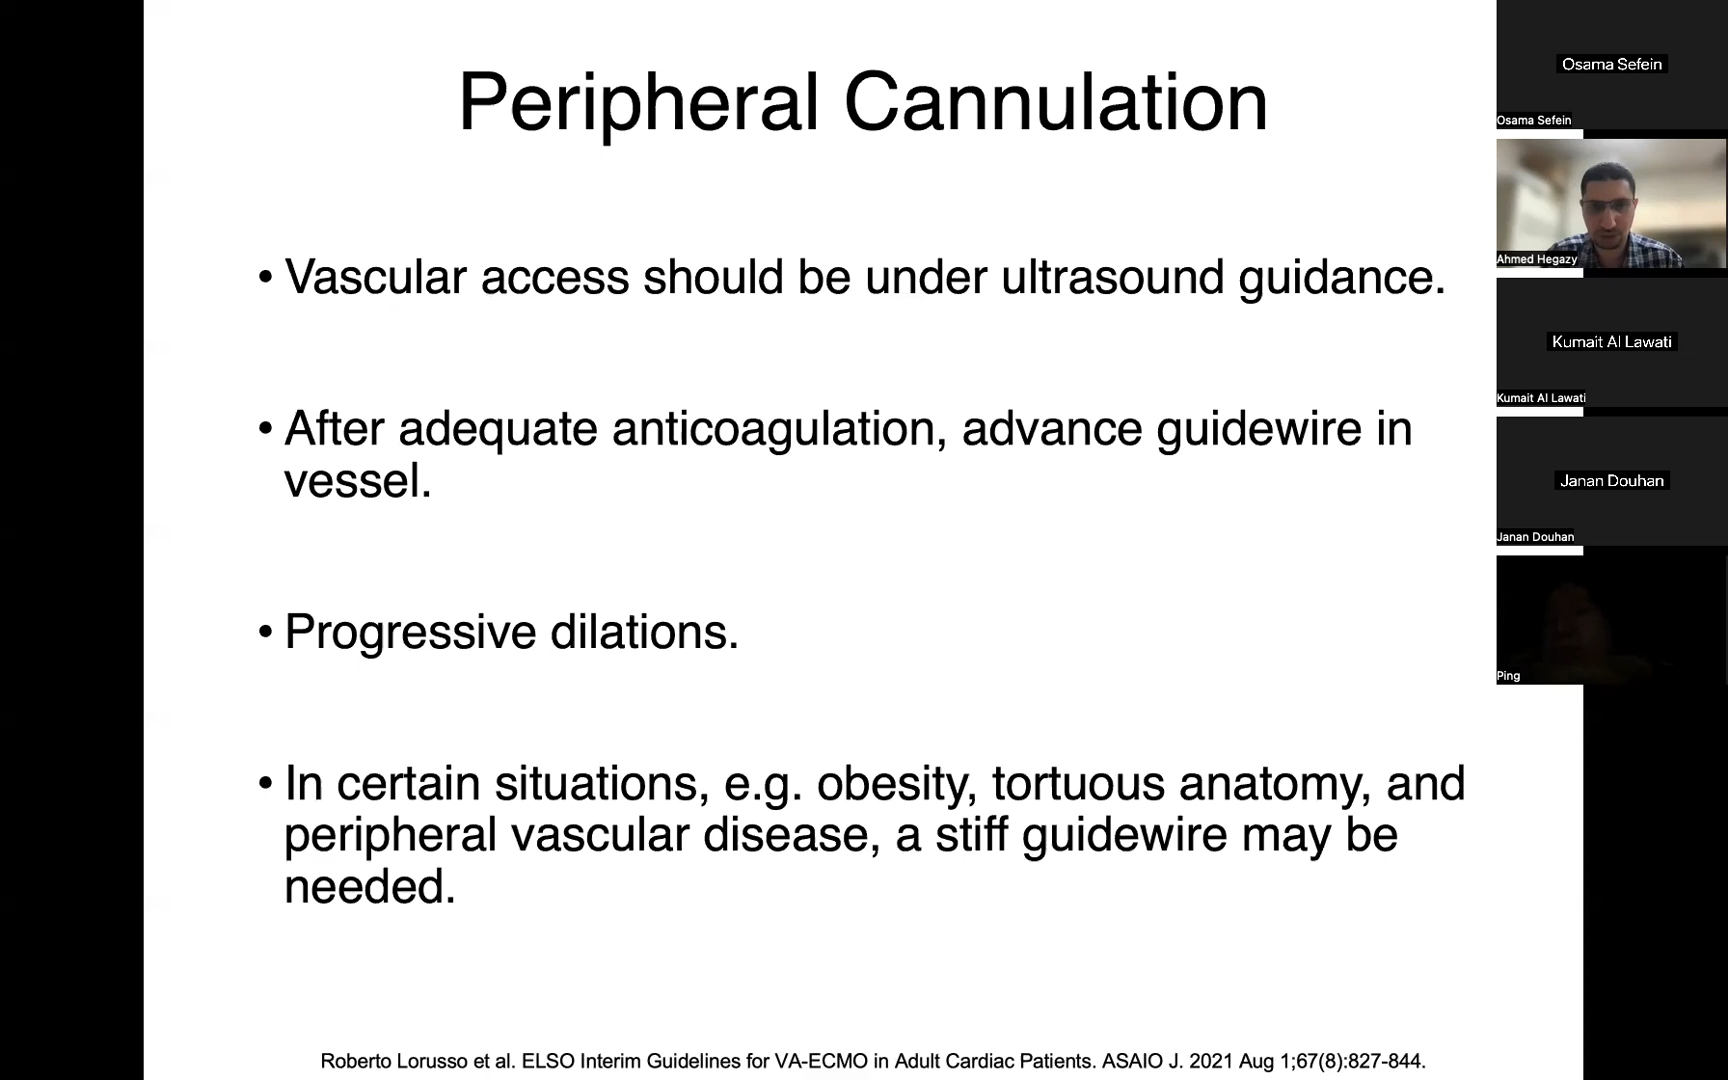 Peripheral Cannulation
• Vascular access should be under ultrasound guidance.
• After adequate anticoagulation, advance guidewire in
vessel.
• Progressive dilations.
• In certain situations, e.g. obesity, tortuous anatomy, and
peripheral vascular disease, a stiff guidewire may be
needed.
Roberto Lorusso et al. ELSO Interim Guidelines for VA-ECMO in Adult Cardiac Patients. ASAIO J. 2021 Aug 1;67(8):827-844.
Osama Sefein
Osama Sefein
Ahmed Hegazy
Kumait Al Lawati
Kumait Al Lawati
Janan Douhan
Janan Douhan
Ping